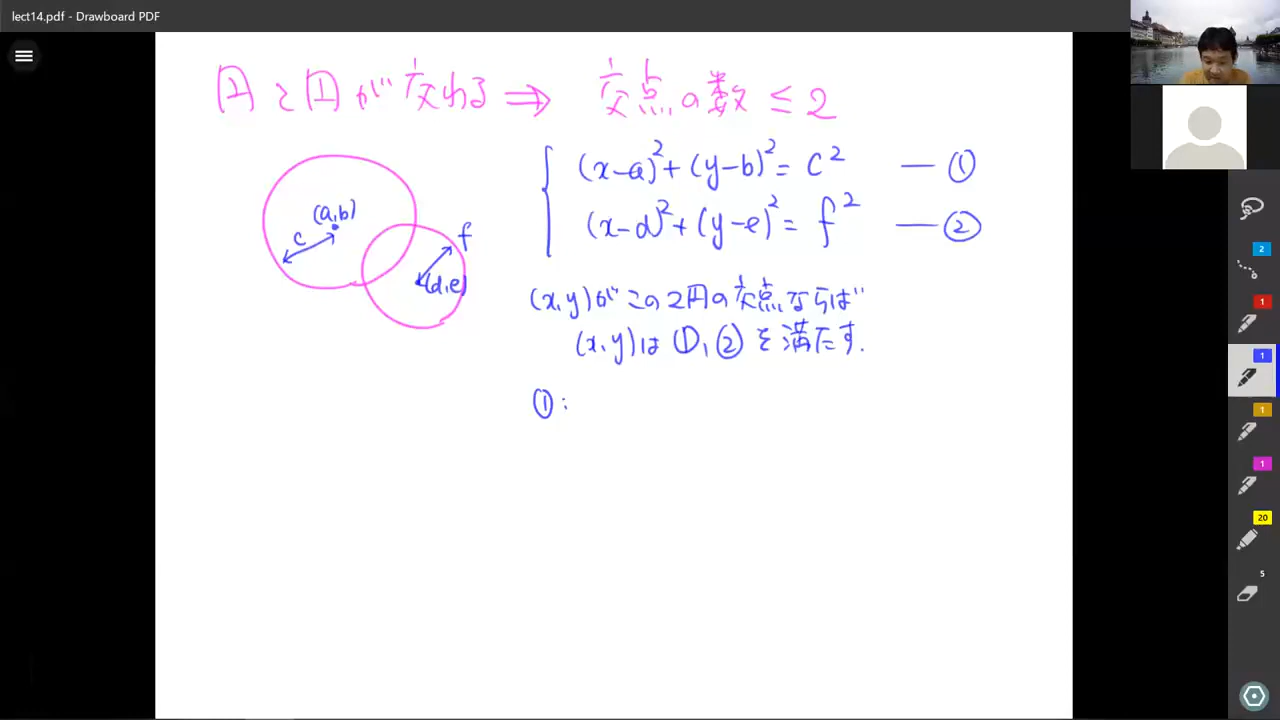 lect14.pdf - Drawboard PDF
円と円が交わる ⇒ 交点の数 ≤ 2
(x-a)²+(y-b)²= c² — ①
(x-d)²+(y-e)²= f² — ②
(a,b)
c
f
(d,e)
(x,y)がこの2円の交点ならば
(x,y)は①,②を満たす.
①:
2
1
1
1
1
20
5